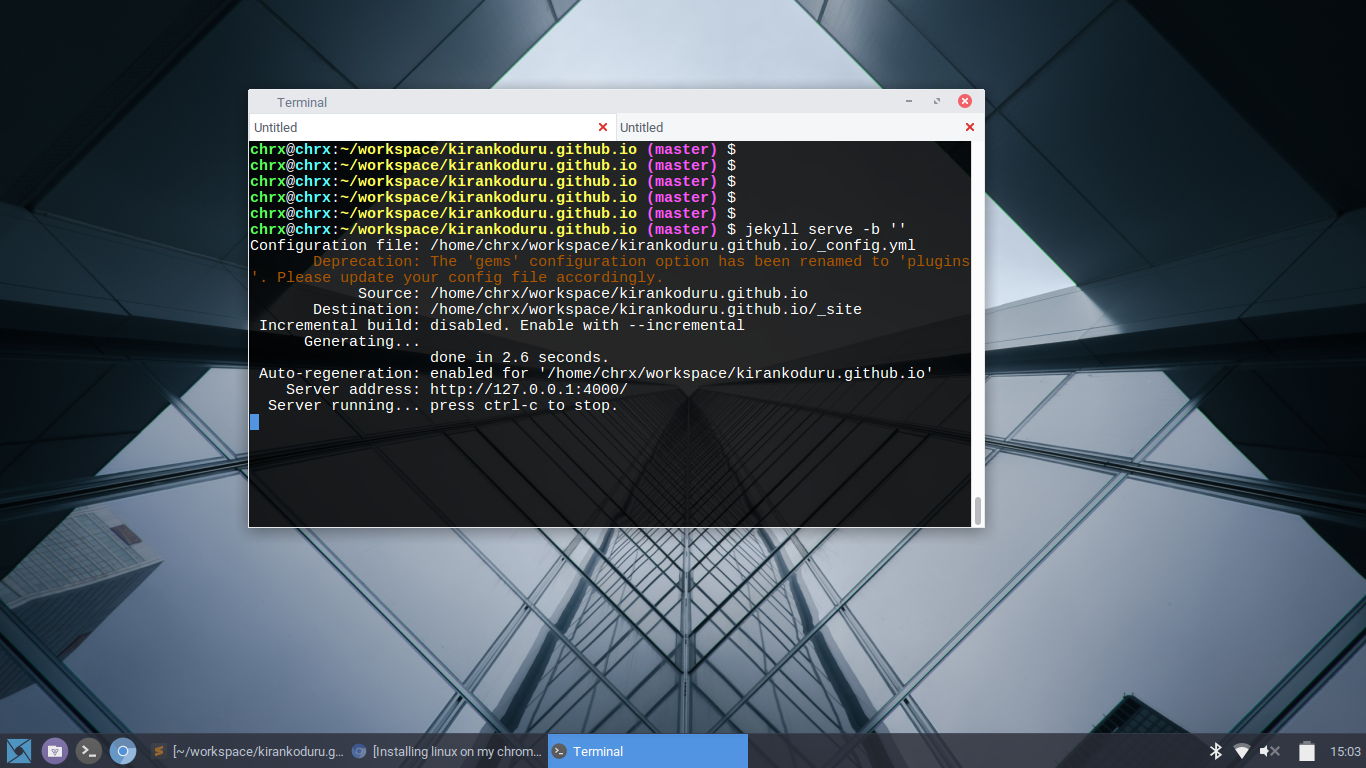 Terminal
Untitled
Untitled
chrx@chrx:~/workspace/kirankoduru.github.io (master) $
chrx@chrx:~/workspace/kirankoduru.github.io (master) $
chrx@chrx:~/workspace/kirankoduru.github.io (master) $
chrx@chrx:~/workspace/kirankoduru.github.io (master) $
chrx@chrx:~/workspace/kirankoduru.github.io (master) $
chrx@chrx:~/workspace/kirankoduru.github.io (master) $ jekyll serve -b ''
Configuration file: /home/chrx/workspace/kirankoduru.github.io/_config.yml
Deprecation: The 'gems' configuration option has been renamed to 'plugins
'. Please update your config file accordingly.
Source: /home/chrx/workspace/kirankoduru.github.io
Destination: /home/chrx/workspace/kirankoduru.github.io/_site
Incremental build: disabled. Enable with --incremental
Generating...
done in 2.6 seconds.
Auto-regeneration: enabled for '/home/chrx/workspace/kirankoduru.github.io'
Server address: http://127.0.0.1:4000/
Server running... press ctrl-c to stop.
[~/workspace/kirankoduru.g...
[Installing linux on my chrom...
Terminal
15:03